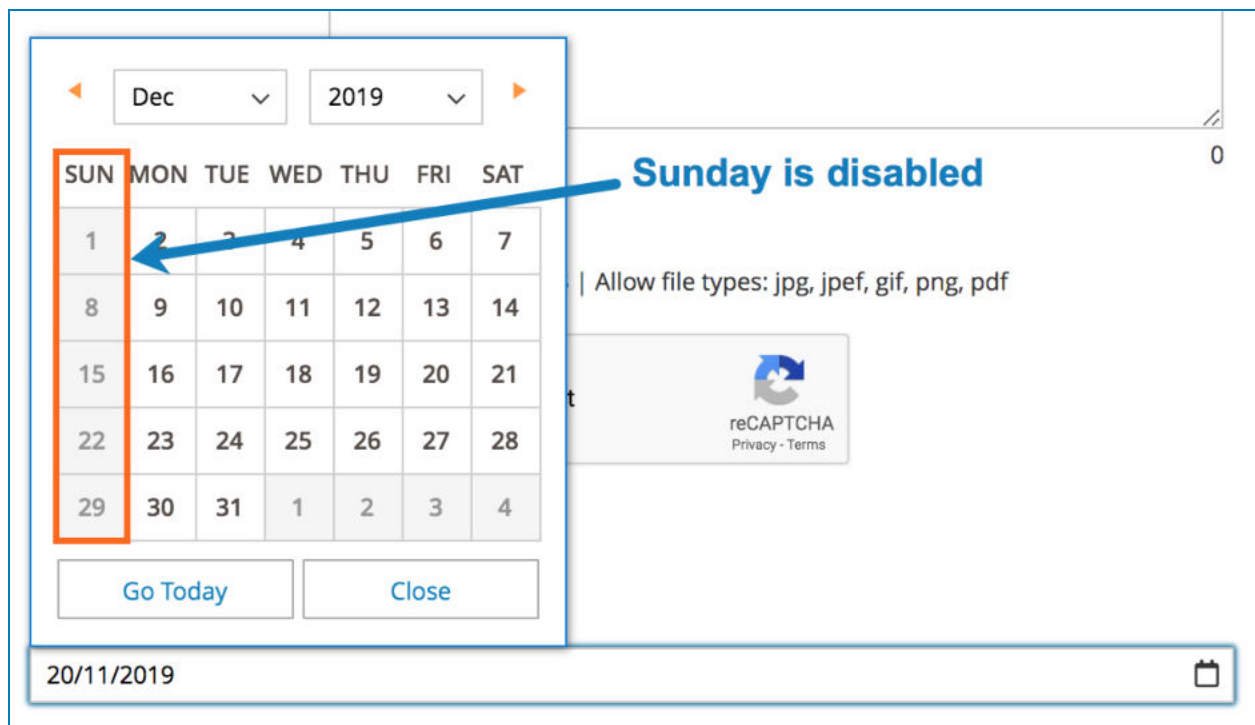 Dec 2019
0
SUN MON TUE WED THU FRI SAT
Sunday is disabled
1 2 3 4 5 6 7
| Allow file types: jpg, jpef, gif, png, pdf
8 9 10 11 12 13 14
15 16 17 18 19 20 21
t
reCAPTCHA
Privacy - Terms
22 23 24 25 26 27 28
29 30 31 1 2 3 4
Go Today Close
20/11/2019